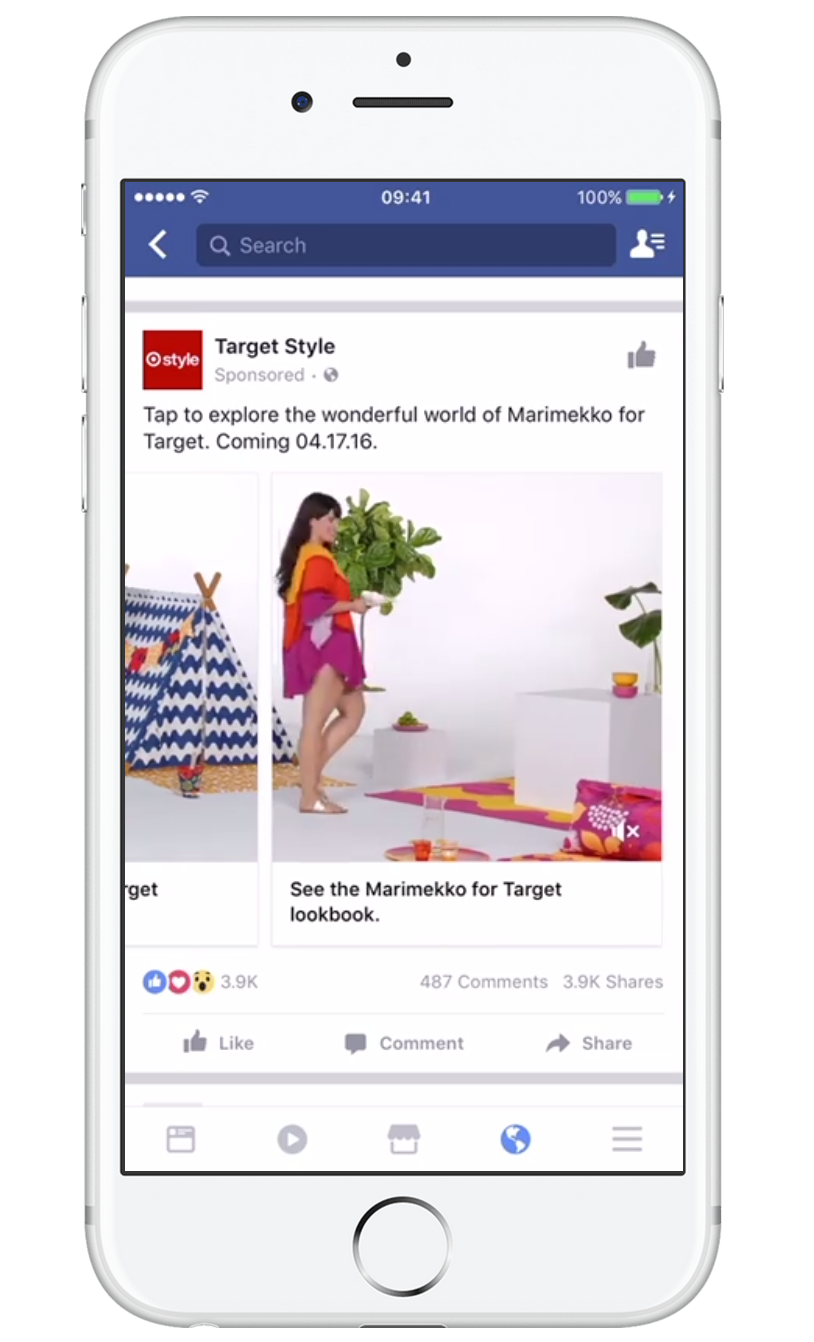 09:41
100%
Search
style
Target Style
Sponsored ·
Tap to explore the wonderful world of Marimekko for
Target. Coming 04.17.16.
rget
See the Marimekko for Target
lookbook.
3.9K
487 Comments 3.9K Shares
Like
Comment
Share